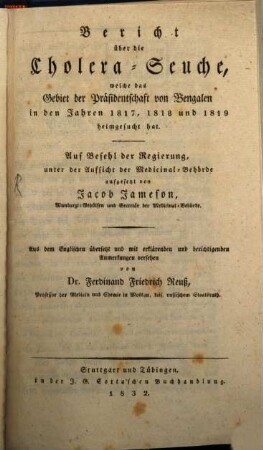 Bericht
über die
Cholera-Seuche,
welche das
Gebiet der Präsidentschaft von Bengalen
in den Jahren 1817, 1818 und 1819
heimgesucht hat.
Auf Befehl der Regierung,
unter der Aufsicht der Medicinal-Behörde
aufgesetzt von
Jacob Jameson,
Wundarzt-Gehülfen und Secretär der Medicinal-Behörde.
Aus dem Englischen übersetzt und mit erklärenden und berichtigenden
Anmerkungen versehen
von
Dr. Ferdinand Friedrich Reuß,
Professor der Medicin und Chemie in Moskau, kais. russischem Staatsrath.
Stuttgart und Tübingen,
in der J. G. Cotta'schen Buchhandlung.
1832.